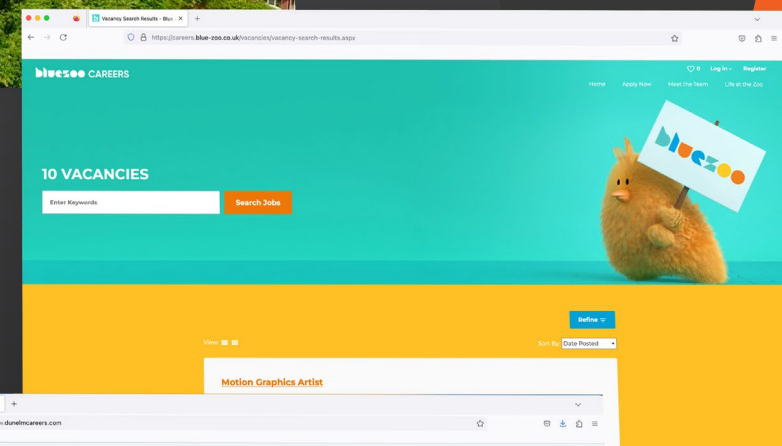 Vacancy Search Results - Blue
https://careers.blue-zoo.co.uk/vacancies/vacancy-search-results.aspx
bluezoo CAREERS
0 Log in Register
Home Apply Now Meet the Team Life at the Zoo
bluezoo
10 VACANCIES
Enter Keywords
Search Jobs
Refine
View
Sort By Date Posted
Motion Graphics Artist
w.dunelmcareers.com